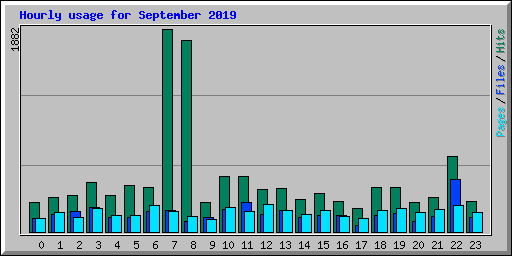 Hourly usage for September 2019
1882
Pages/Files/Hits
0 1 2 3 4 5 6 7 8 9 10 11 12 13 14 15 16 17 18 19 20 21 22 23